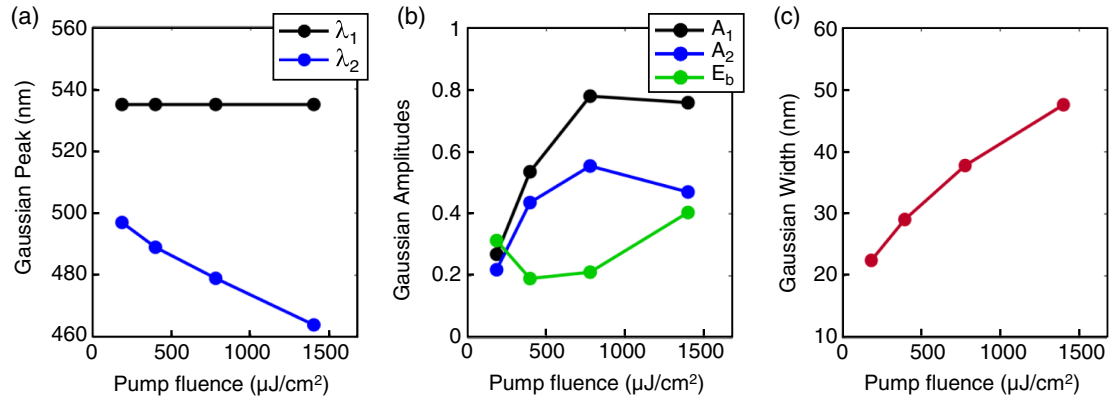 (a)
560
540
520
500
480
460
Gaussian Peak (nm)
λ1
λ2
0
500
1000
1500
Pump fluence (µJ/cm²)
(b)
1
0.8
0.6
0.4
0.2
0
Gaussian Amplitudes
A1
A2
Eb
0
500
1000
1500
Pump fluence (µJ/cm²)
(c)
60
50
40
30
20
10
Gaussian Width (nm)
0
500
1000
1500
Pump fluence (µJ/cm²)